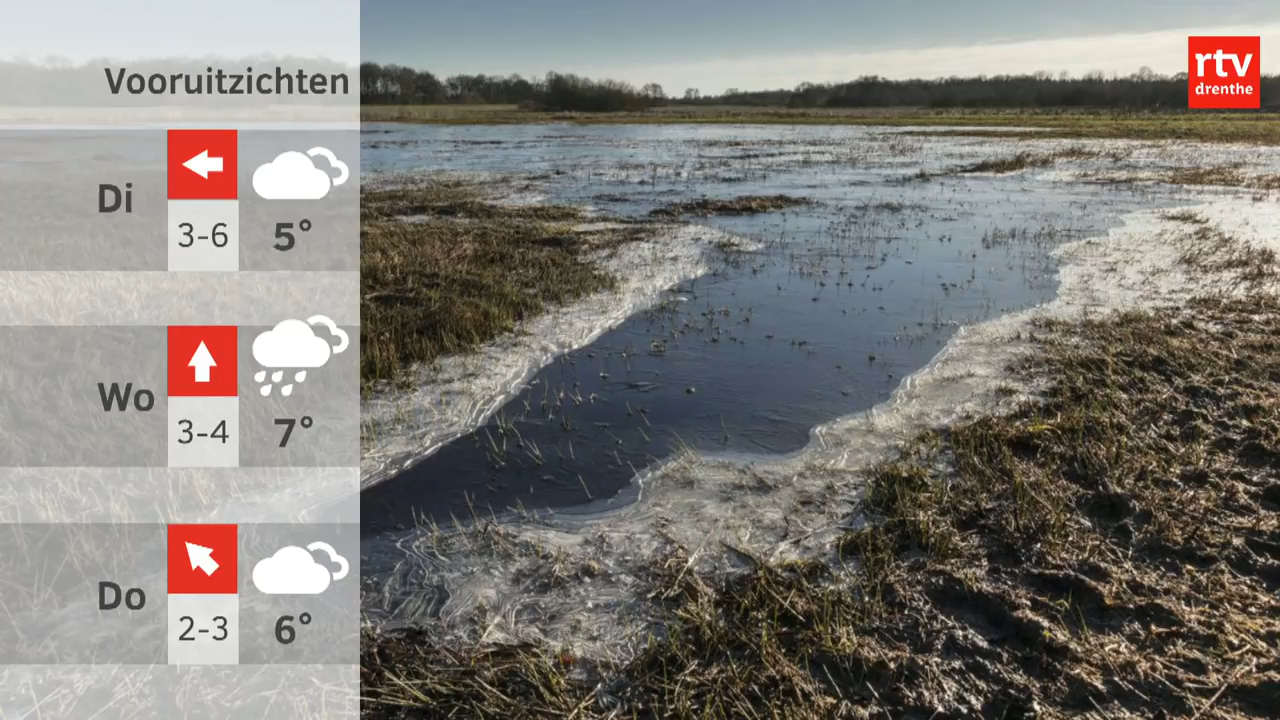 Vooruitzichten
rtv
drenthe
Di
3-6
5°
Wo
3-4
7°
Do
2-3
6°